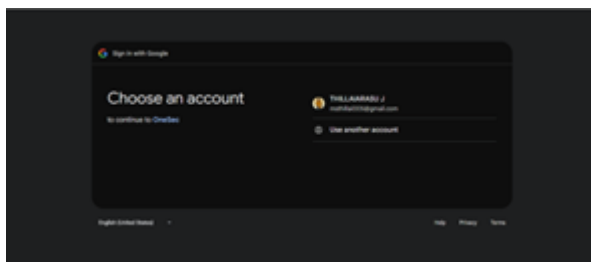 Sign in with Google
Choose an account
to continue to OneSec
THILLAIARASU J
Use another account
English (United States)
Help Privacy Terms